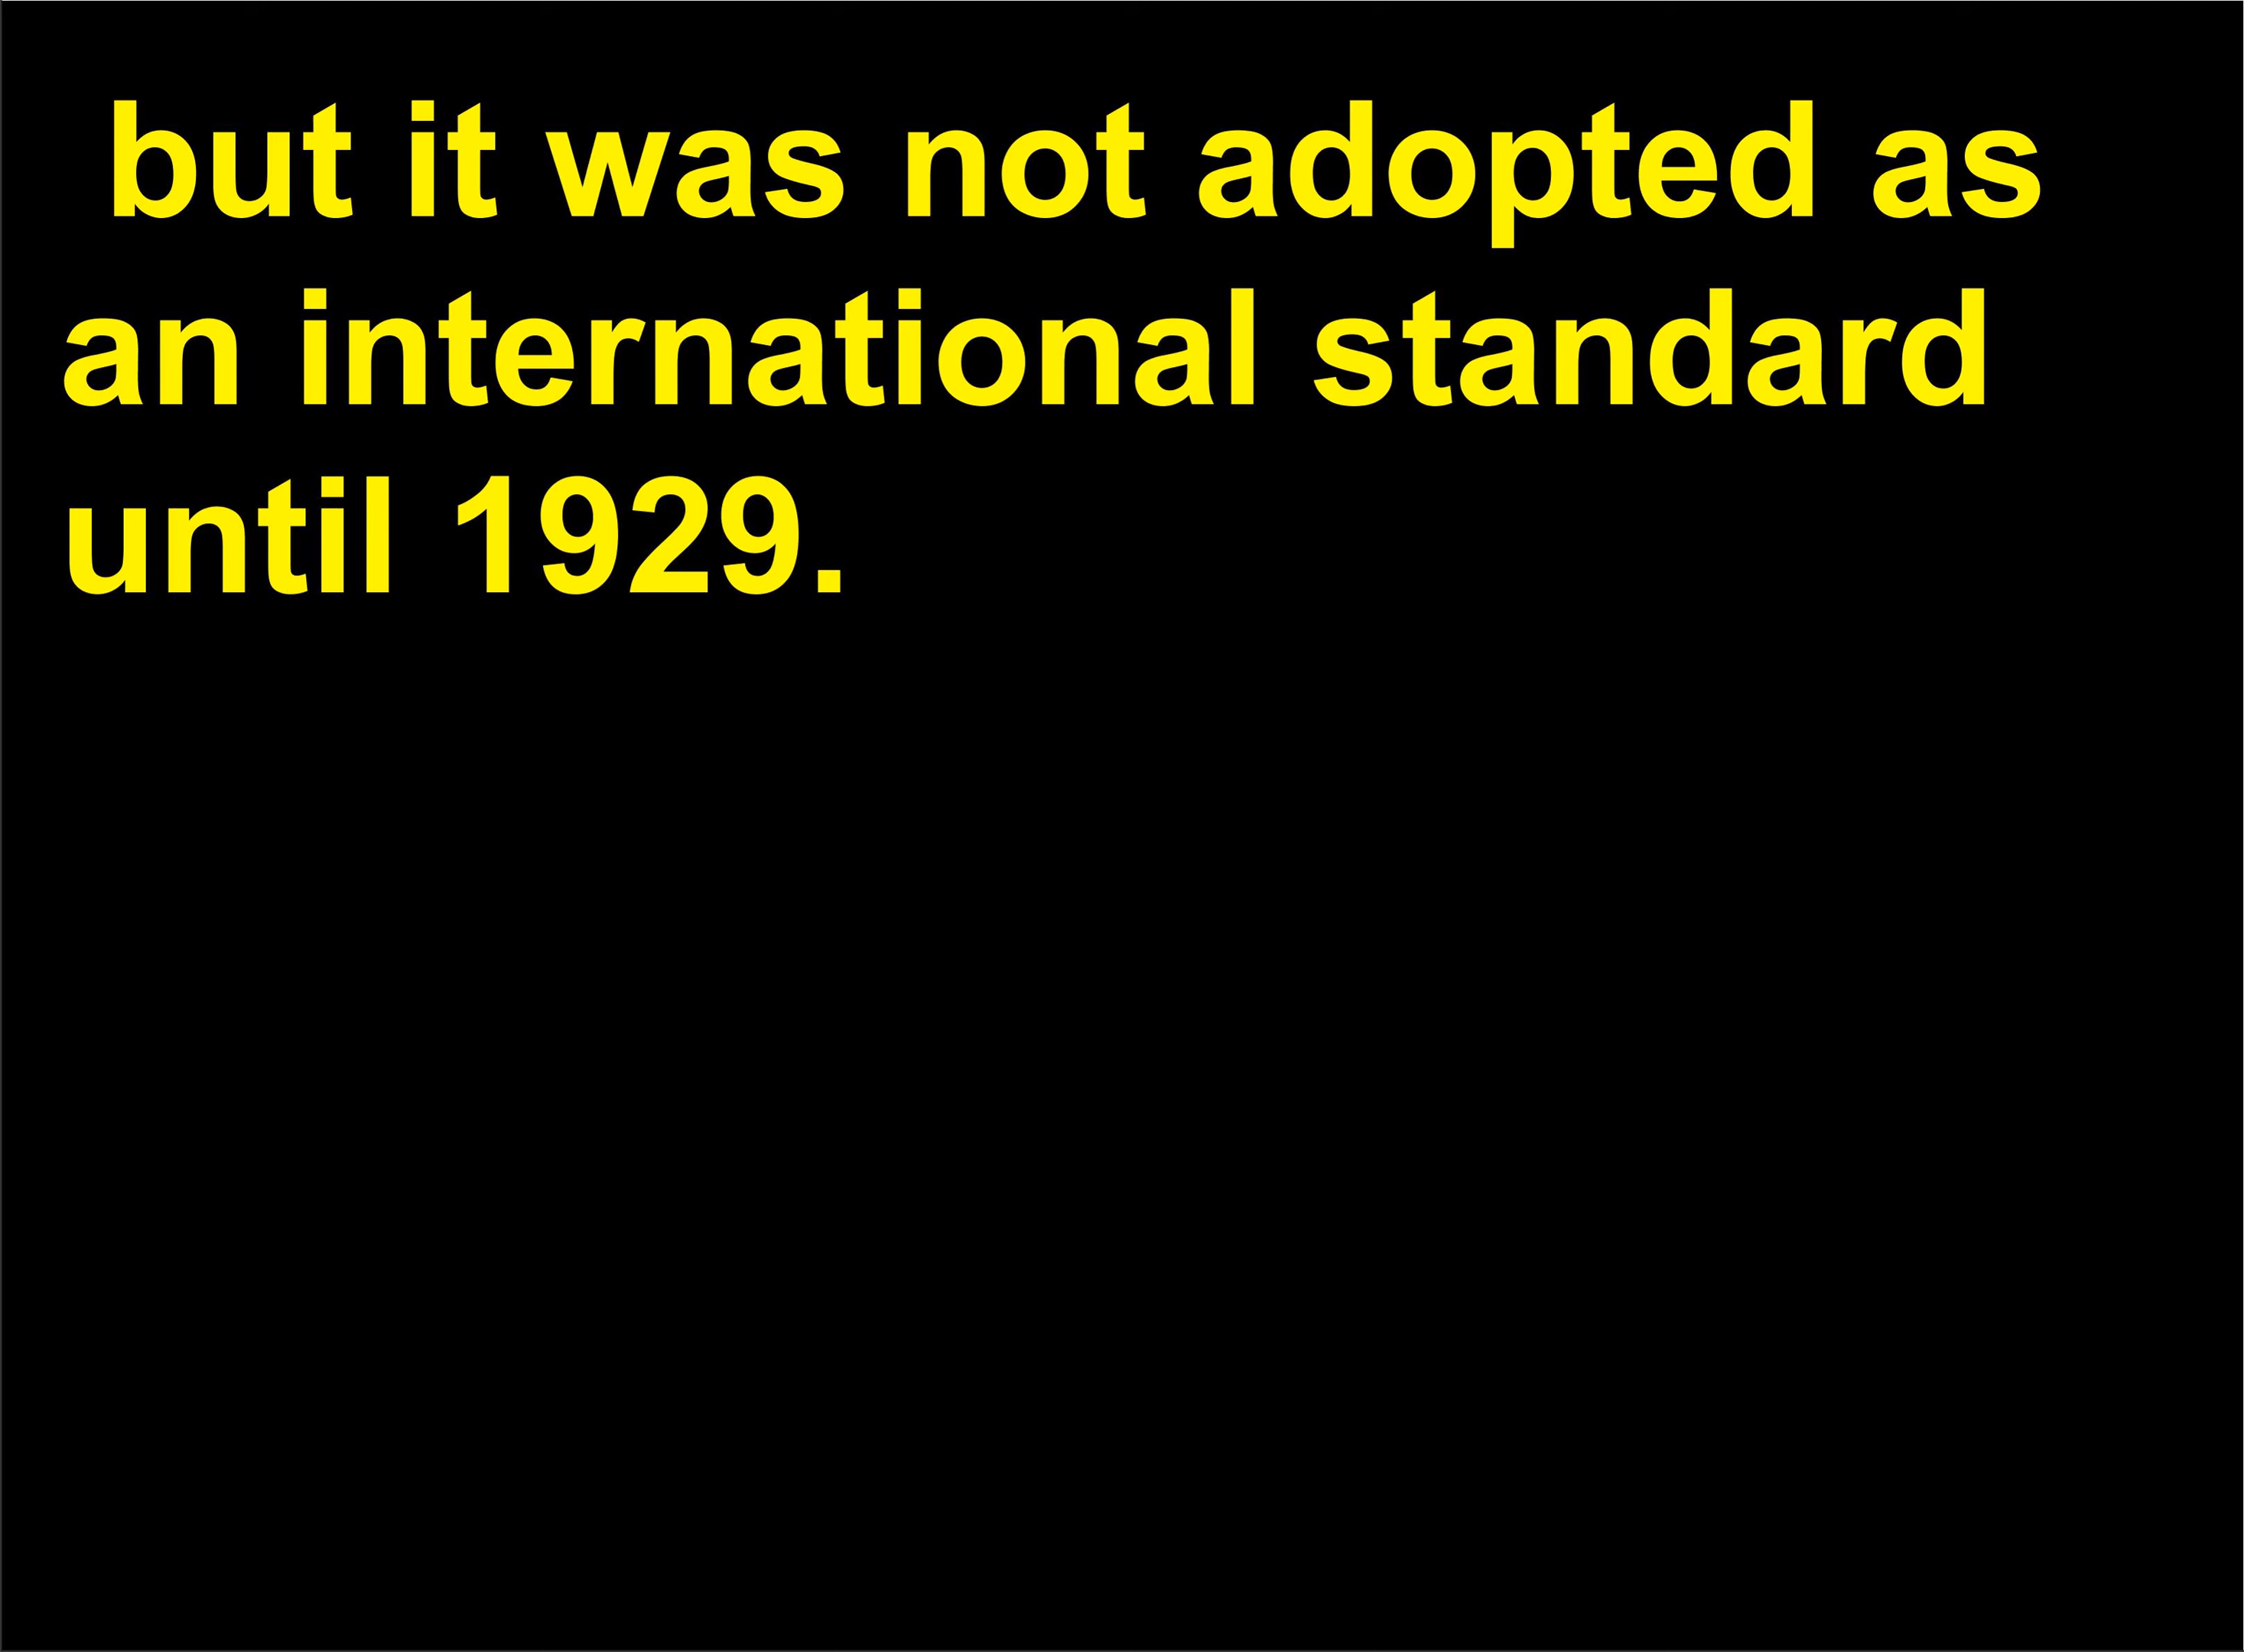 but it was not adopted as
an international standard
until 1929.